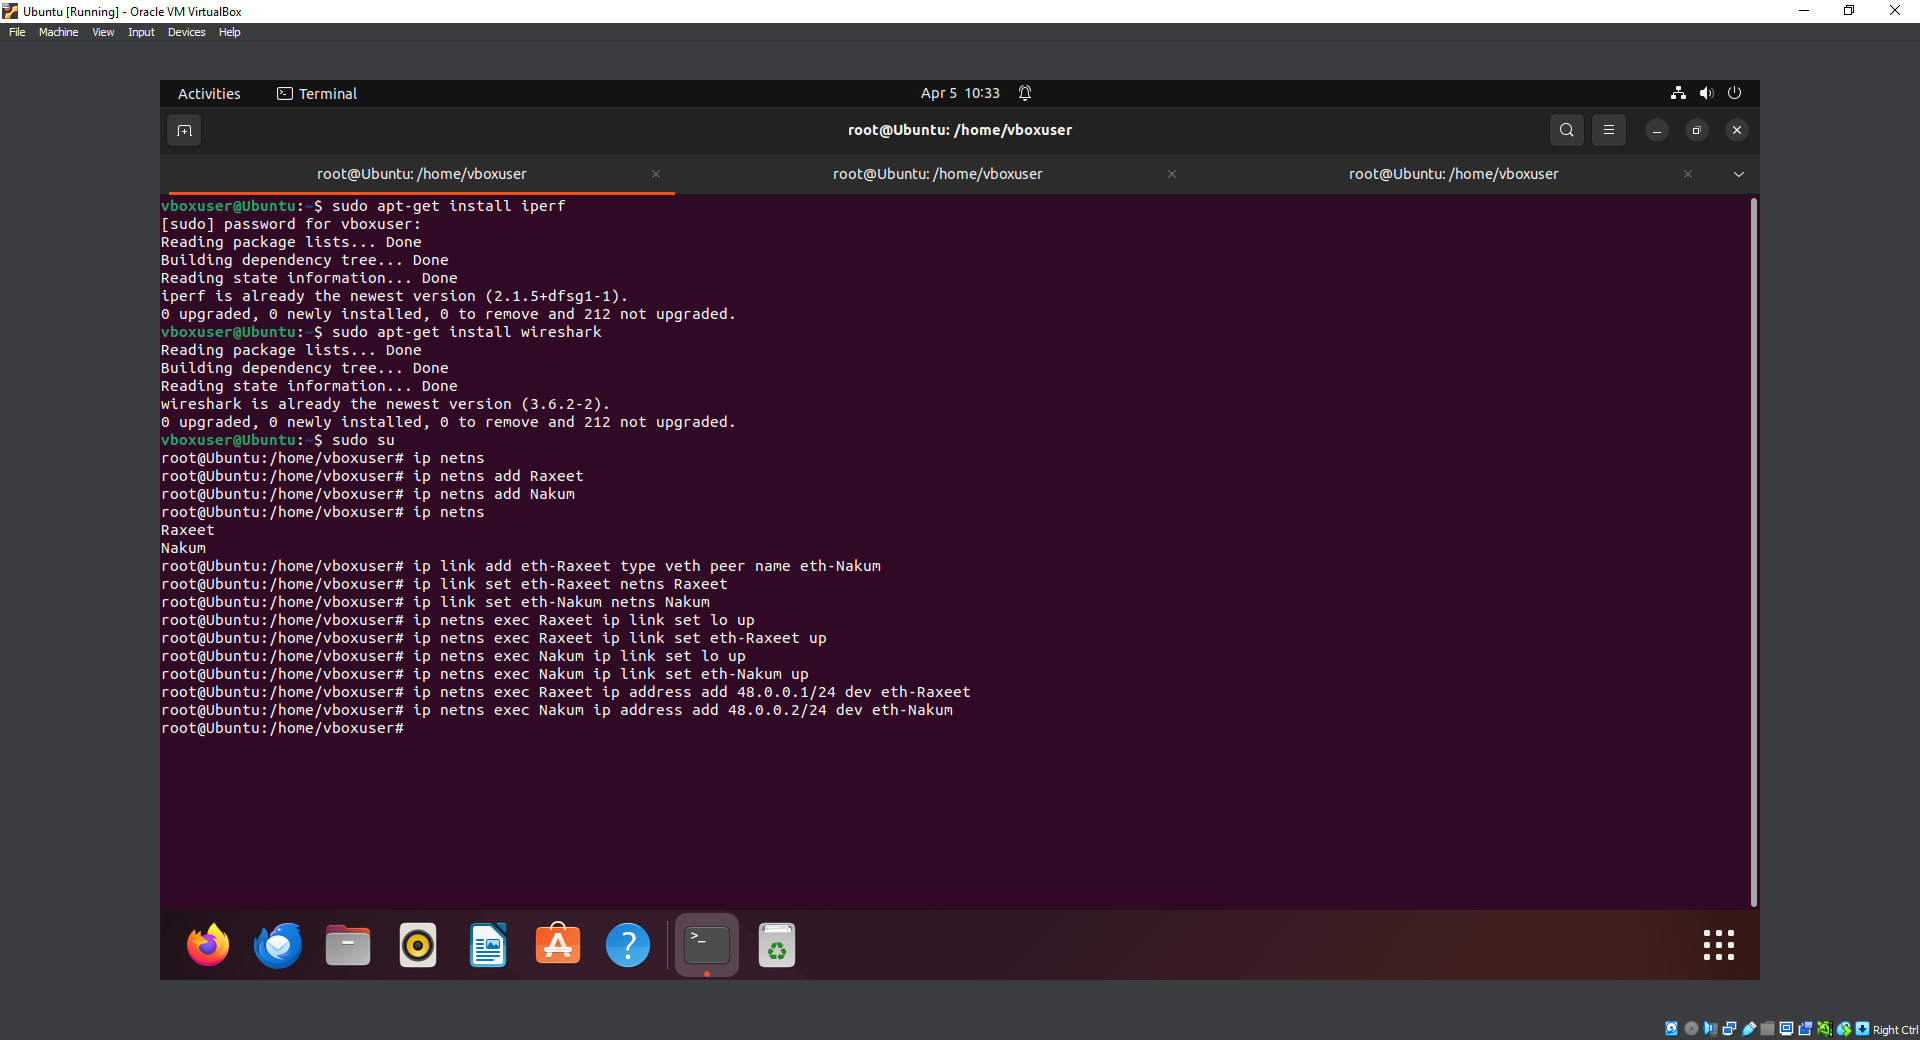 Ubuntu [Running] - Oracle VM VirtualBox
File Machine View Input Devices Help
Activities Terminal Apr 5 10:33
root@Ubuntu: /home/vboxuser
root@Ubuntu: /home/vboxuser root@Ubuntu: /home/vboxuser root@Ubuntu: /home/vboxuser
vboxuser@Ubuntu:~$ sudo apt-get install iperf
[sudo] password for vboxuser:
Reading package lists... Done
Building dependency tree... Done
Reading state information... Done
iperf is already the newest version (2.1.5+dfsg1-1).
0 upgraded, 0 newly installed, 0 to remove and 212 not upgraded.
vboxuser@Ubuntu:~$ sudo apt-get install wireshark
Reading package lists... Done
Building dependency tree... Done
Reading state information... Done
wireshark is already the newest version (3.6.2-2).
0 upgraded, 0 newly installed, 0 to remove and 212 not upgraded.
vboxuser@Ubuntu:~$ sudo su
root@Ubuntu:/home/vboxuser# ip netns
root@Ubuntu:/home/vboxuser# ip netns add Raxeet
root@Ubuntu:/home/vboxuser# ip netns add Nakum
root@Ubuntu:/home/vboxuser# ip netns
Raxeet
Nakum
root@Ubuntu:/home/vboxuser# ip link add eth-Raxeet type veth peer name eth-Nakum
root@Ubuntu:/home/vboxuser# ip link set eth-Raxeet netns Raxeet
root@Ubuntu:/home/vboxuser# ip link set eth-Nakum netns Nakum
root@Ubuntu:/home/vboxuser# ip netns exec Raxeet ip link set lo up
root@Ubuntu:/home/vboxuser# ip netns exec Raxeet ip link set eth-Raxeet up
root@Ubuntu:/home/vboxuser# ip netns exec Nakum ip link set lo up
root@Ubuntu:/home/vboxuser# ip netns exec Nakum ip link set eth-Nakum up
root@Ubuntu:/home/vboxuser# ip netns exec Raxeet ip address add 48.0.0.1/24 dev eth-Raxeet
root@Ubuntu:/home/vboxuser# ip netns exec Nakum ip address add 48.0.0.2/24 dev eth-Nakum
root@Ubuntu:/home/vboxuser#
Right Ctrl